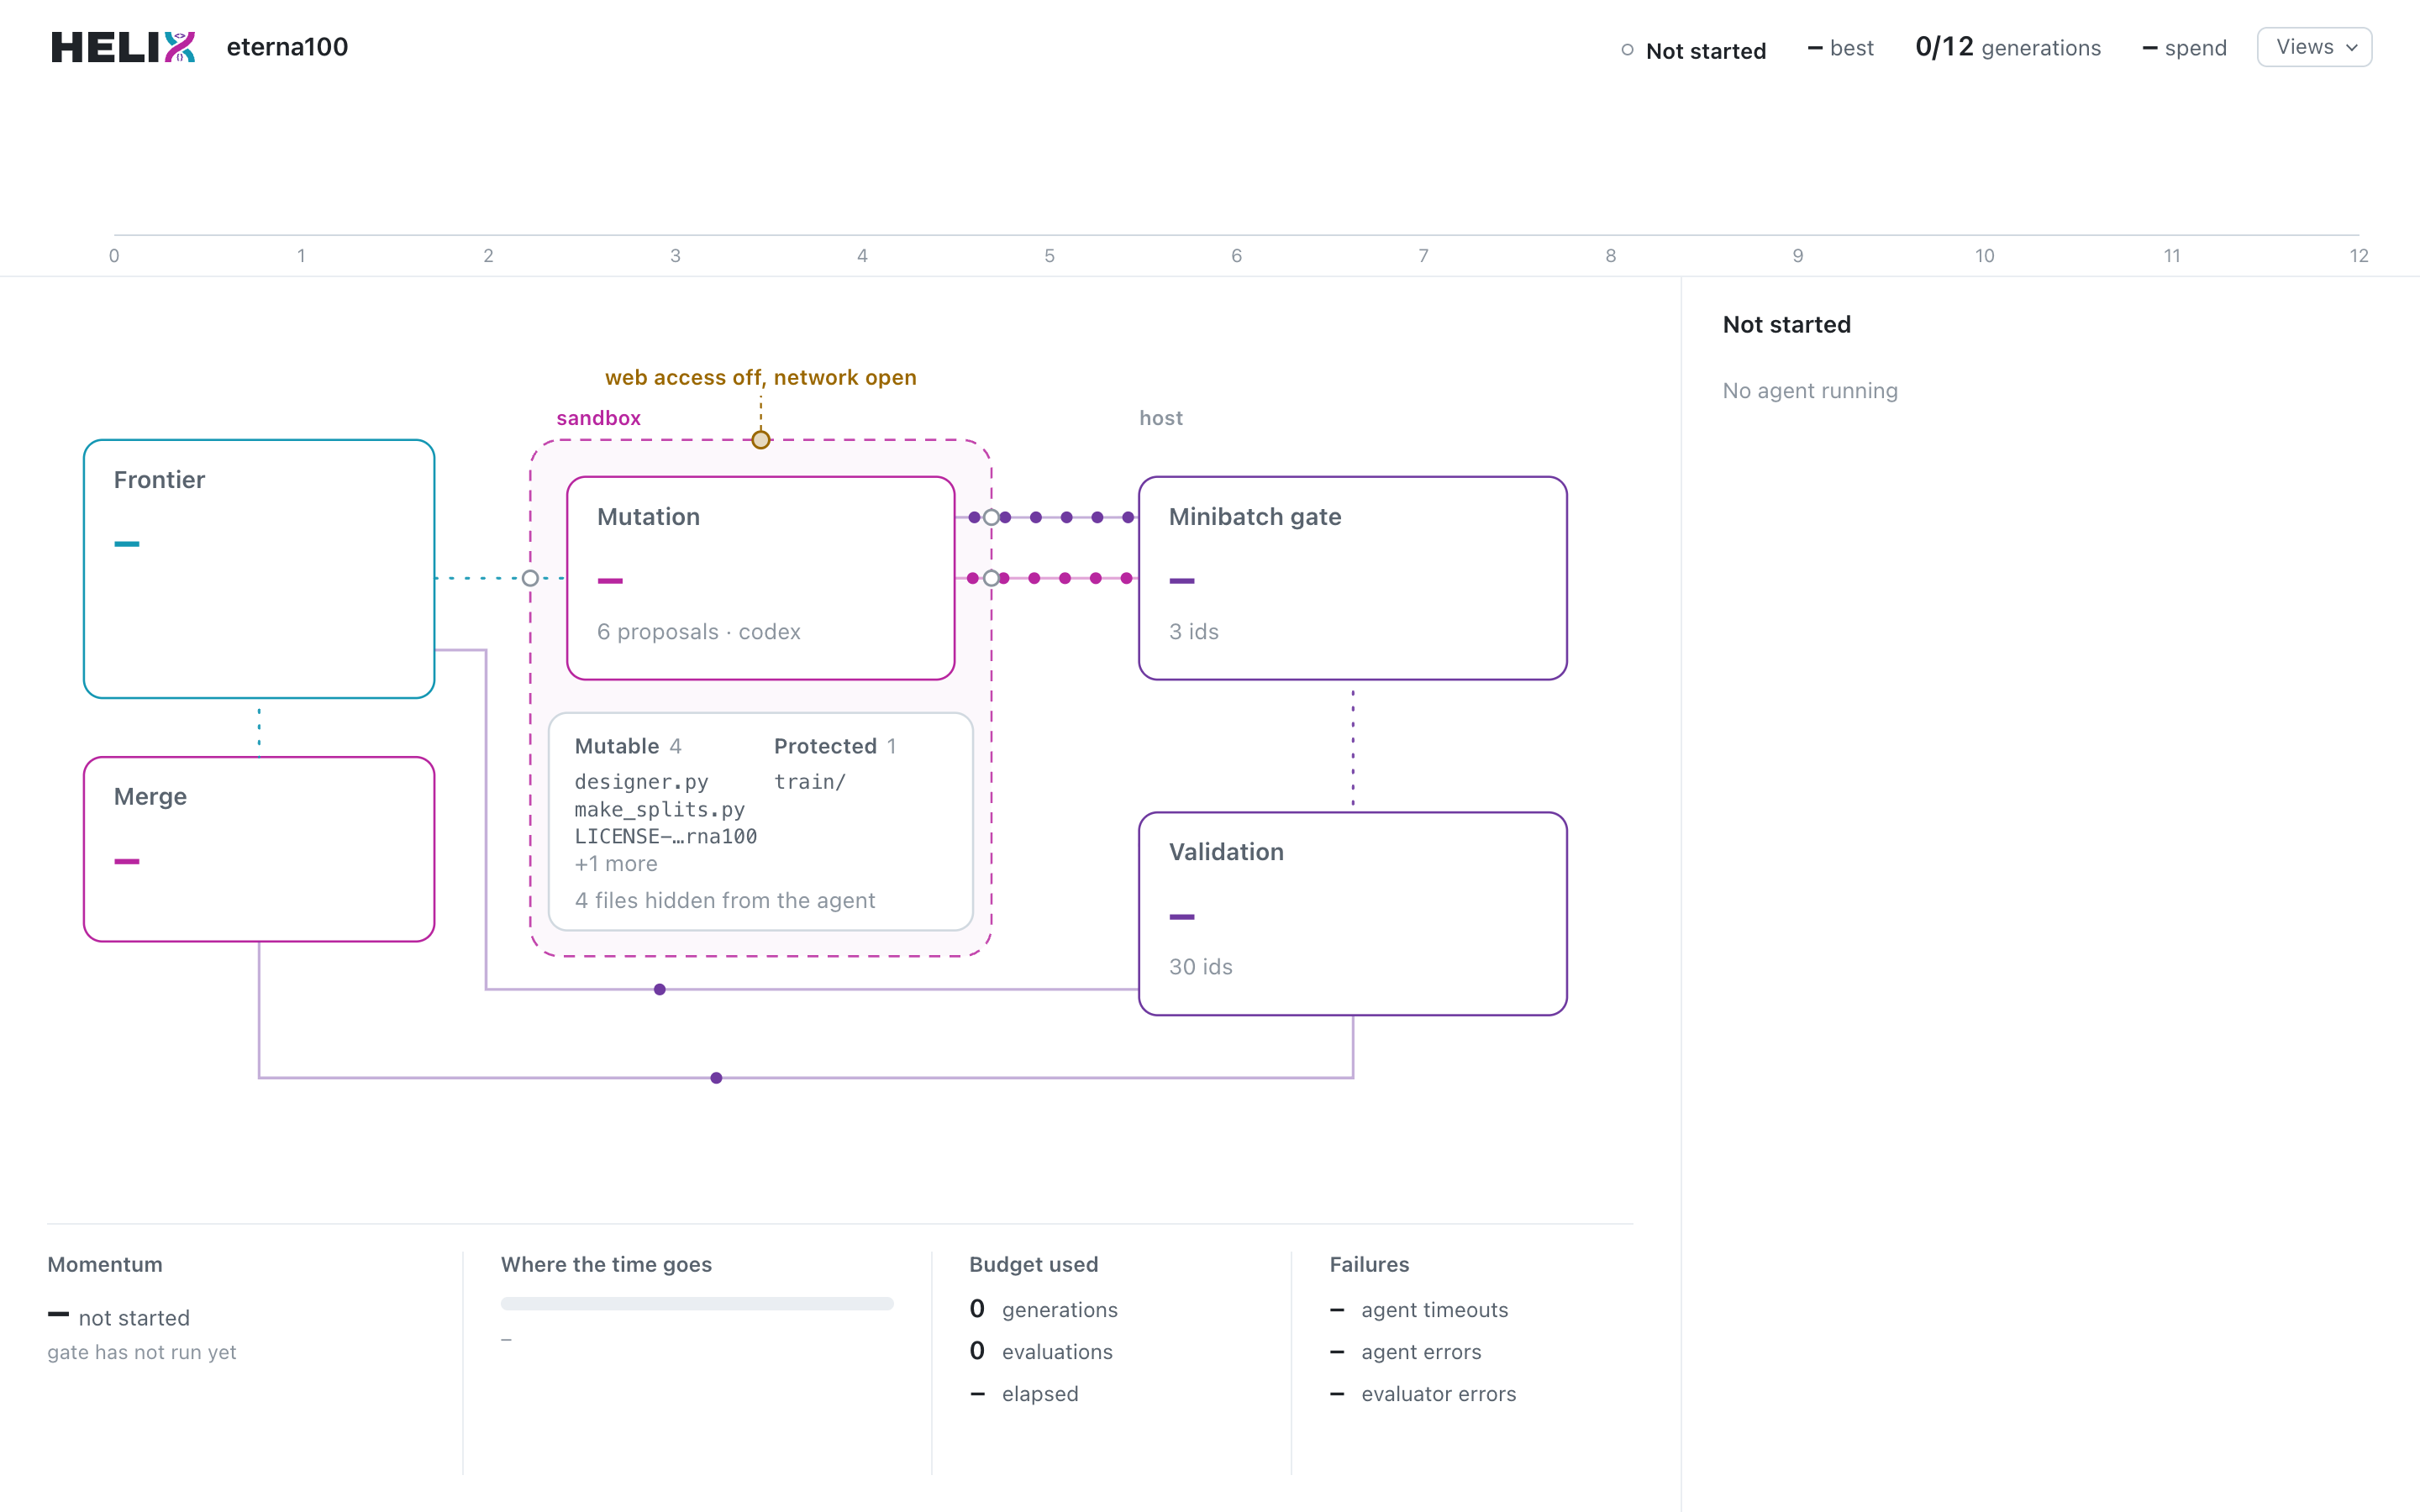 HELIX eterna100
Not started – best 0/12 generations – spend Views
0 1 2 3 4 5 6 7 8 9 10 11 12
Not started
No agent running
web access off, network open
sandbox
host
Frontier
–
Mutation
–
6 proposals · codex
Minibatch gate
–
3 ids
Mutable 4
designer.py
make_splits.py
LICENSE-…rna100
+1 more
Protected 1
train/
4 files hidden from the agent
Merge
–
Validation
–
30 ids
Momentum
– not started
gate has not run yet
Where the time goes
–
Budget used
0 generations
0 evaluations
– elapsed
Failures
– agent timeouts
– agent errors
– evaluator errors